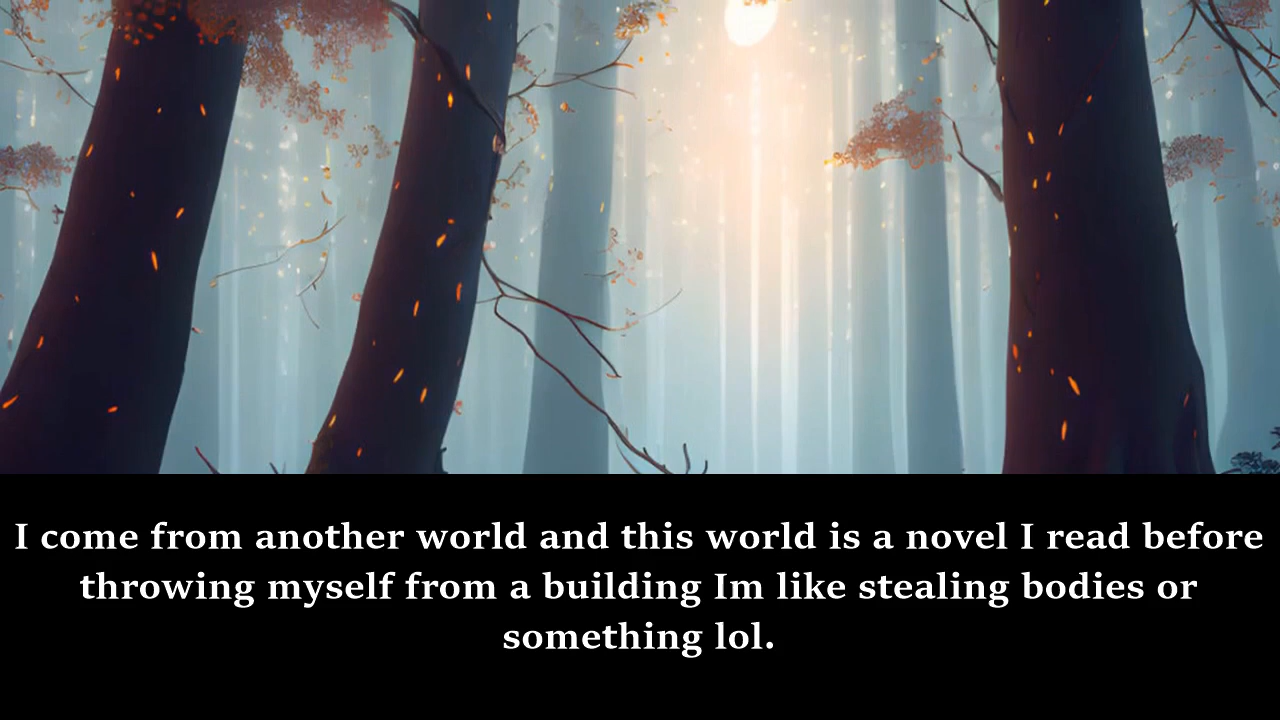 I come from another world and this world is a novel I read before
throwing myself from a building Im like stealing bodies or
something lol.